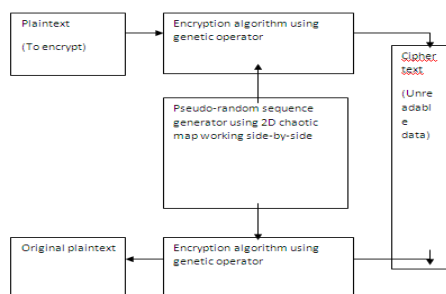 Plaintext
(To encrypt)
Encryption algorithm using
genetic operator
Cipher
text
(Unre
adabl
e
data)
Pseudo-random sequence
generator using 2D chaotic
map working side-by-side
Original plaintext
Encryption algorithm using
genetic operator